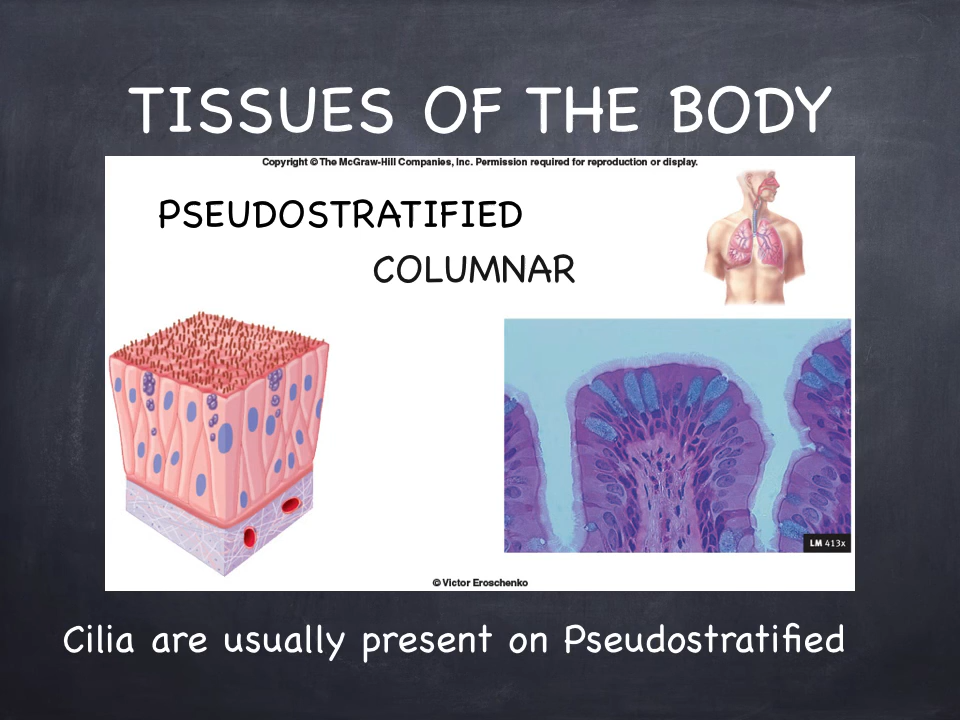 TISSUES OF THE BODY
Copyright © The McGraw-Hill Companies, Inc. Permission required for reproduction or display.
PSEUDOSTRATIFIED
COLUMNAR
LM 413x
© Victor Eroschenko
Cilia are usually present on Pseudostratified